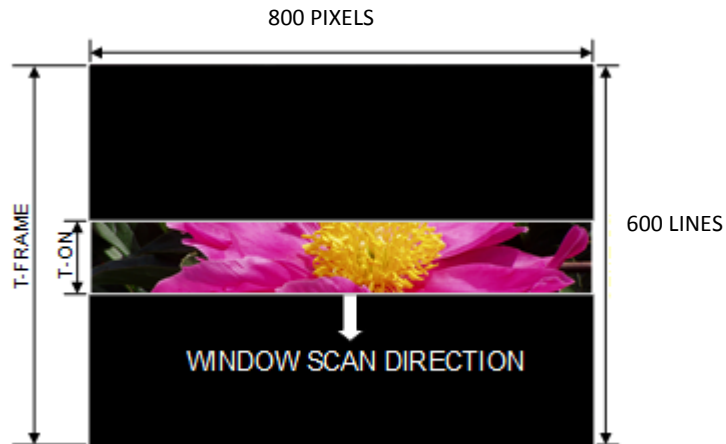 800 PIXELS
T-FRAME
T-ON
600 LINES
WINDOW SCAN DIRECTION